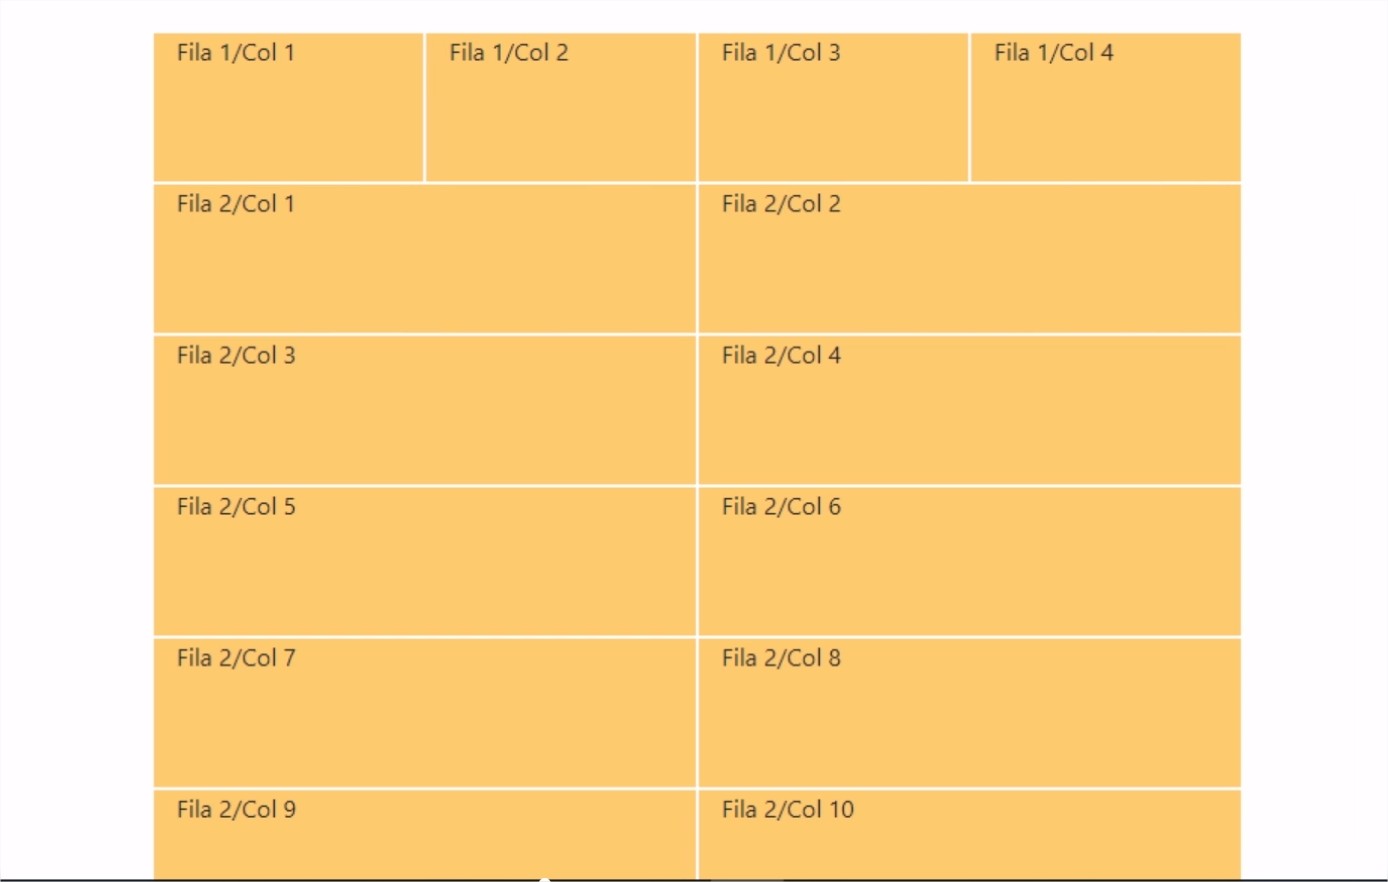 Fila 1/Col 1
Fila 1/Col 2
Fila 1/Col 3
Fila 1/Col 4
Fila 2/Col 1
Fila 2/Col 2
Fila 2/Col 3
Fila 2/Col 4
Fila 2/Col 5
Fila 2/Col 6
Fila 2/Col 7
Fila 2/Col 8
Fila 2/Col 9
Fila 2/Col 10